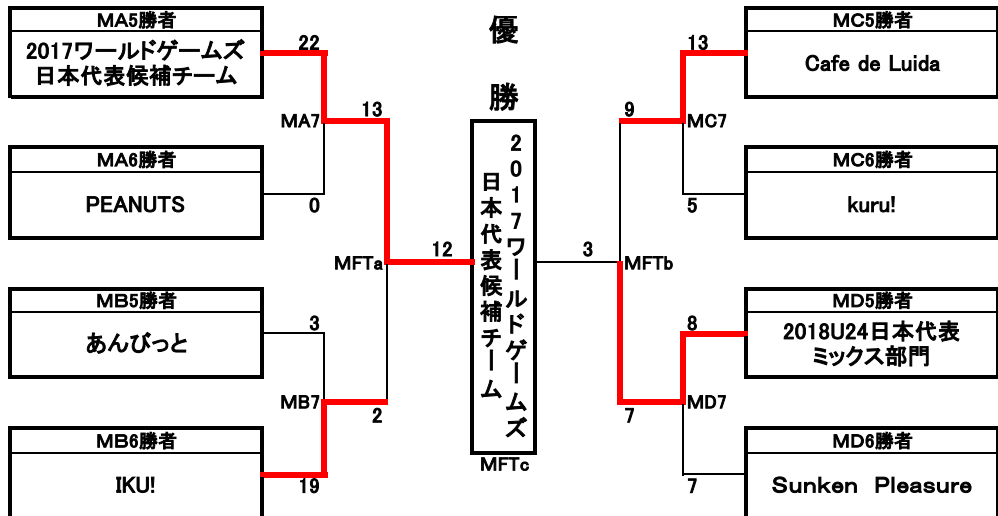 MA5勝者
2017ワールドゲームズ
日本代表候補チーム
22
MA7
13
MA6勝者
PEANUTS
0
MFTa
12
MB5勝者
あんびっと
3
MB7
2
MB6勝者
IKU!
19
優勝
2017ワールドゲームズ
日本代表候補チーム
MFTc
MC5勝者
Cafe de Luida
13
9
MC7
MC6勝者
kuru!
5
3
MFTb
MD5勝者
2018U24日本代表
ミックス部門
8
7
MD7
MD6勝者
Sunken Pleasure
7